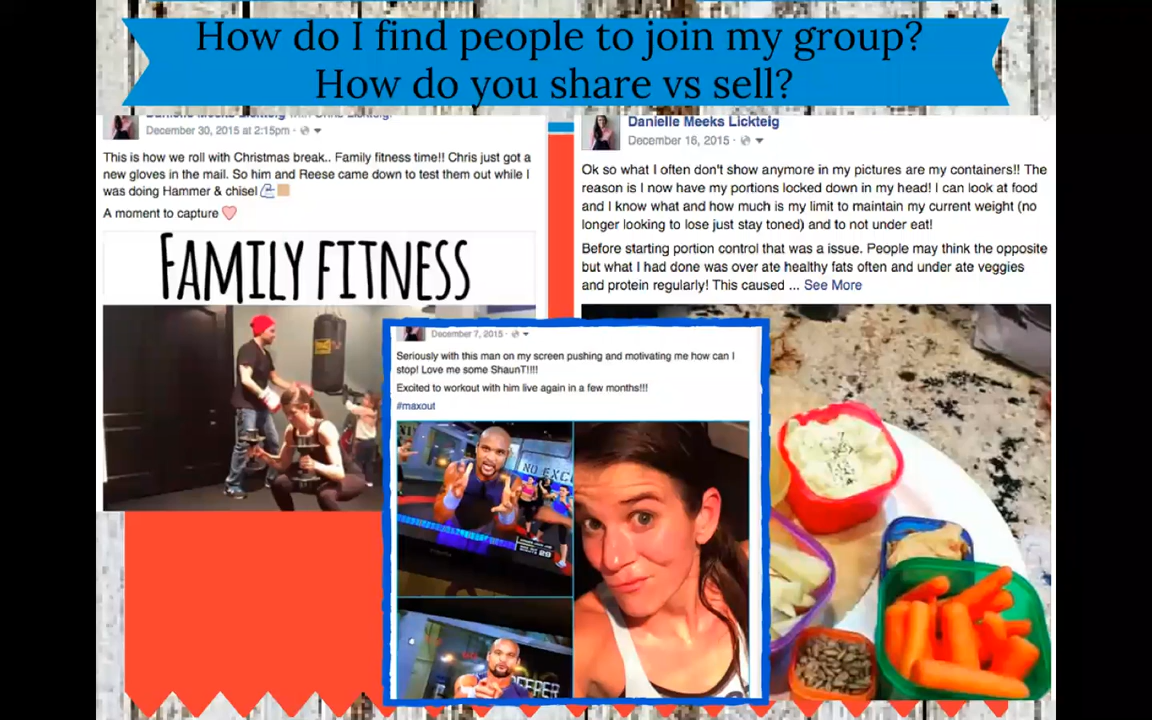 How do I find people to join my group?
How do you share vs sell?
Danielle Meeks Lickteig with Chris Lickteig.
December 30, 2015 at 2:15pm ·
This is how we roll with Christmas break.. Family fitness time!! Chris just got a
new gloves in the mail. So him and Reese came down to test them out while I
was doing Hammer & chisel
A moment to capture
FAMILY FITNESS
Danielle Meeks Lickteig
December 16, 2015 ·
Ok so what I often don't show anymore in my pictures are my containers!! The
reason is I now have my portions locked down in my head! I can look at food
and I know what and how much is my limit to maintain my current weight (no
longer looking to lose just stay toned) and to not under eat!
Before starting portion control that was a issue. People may think the opposite
but what I had done was over ate healthy fats often and under ate veggies
and protein regularly! This caused ... See More
December 7, 2015 ·
Seriously with this man on my screen pushing and motivating me how can I
stop! Love me some ShaunT!!!!
Excited to workout with him live again in a few months!!!
#maxout
NO EXC